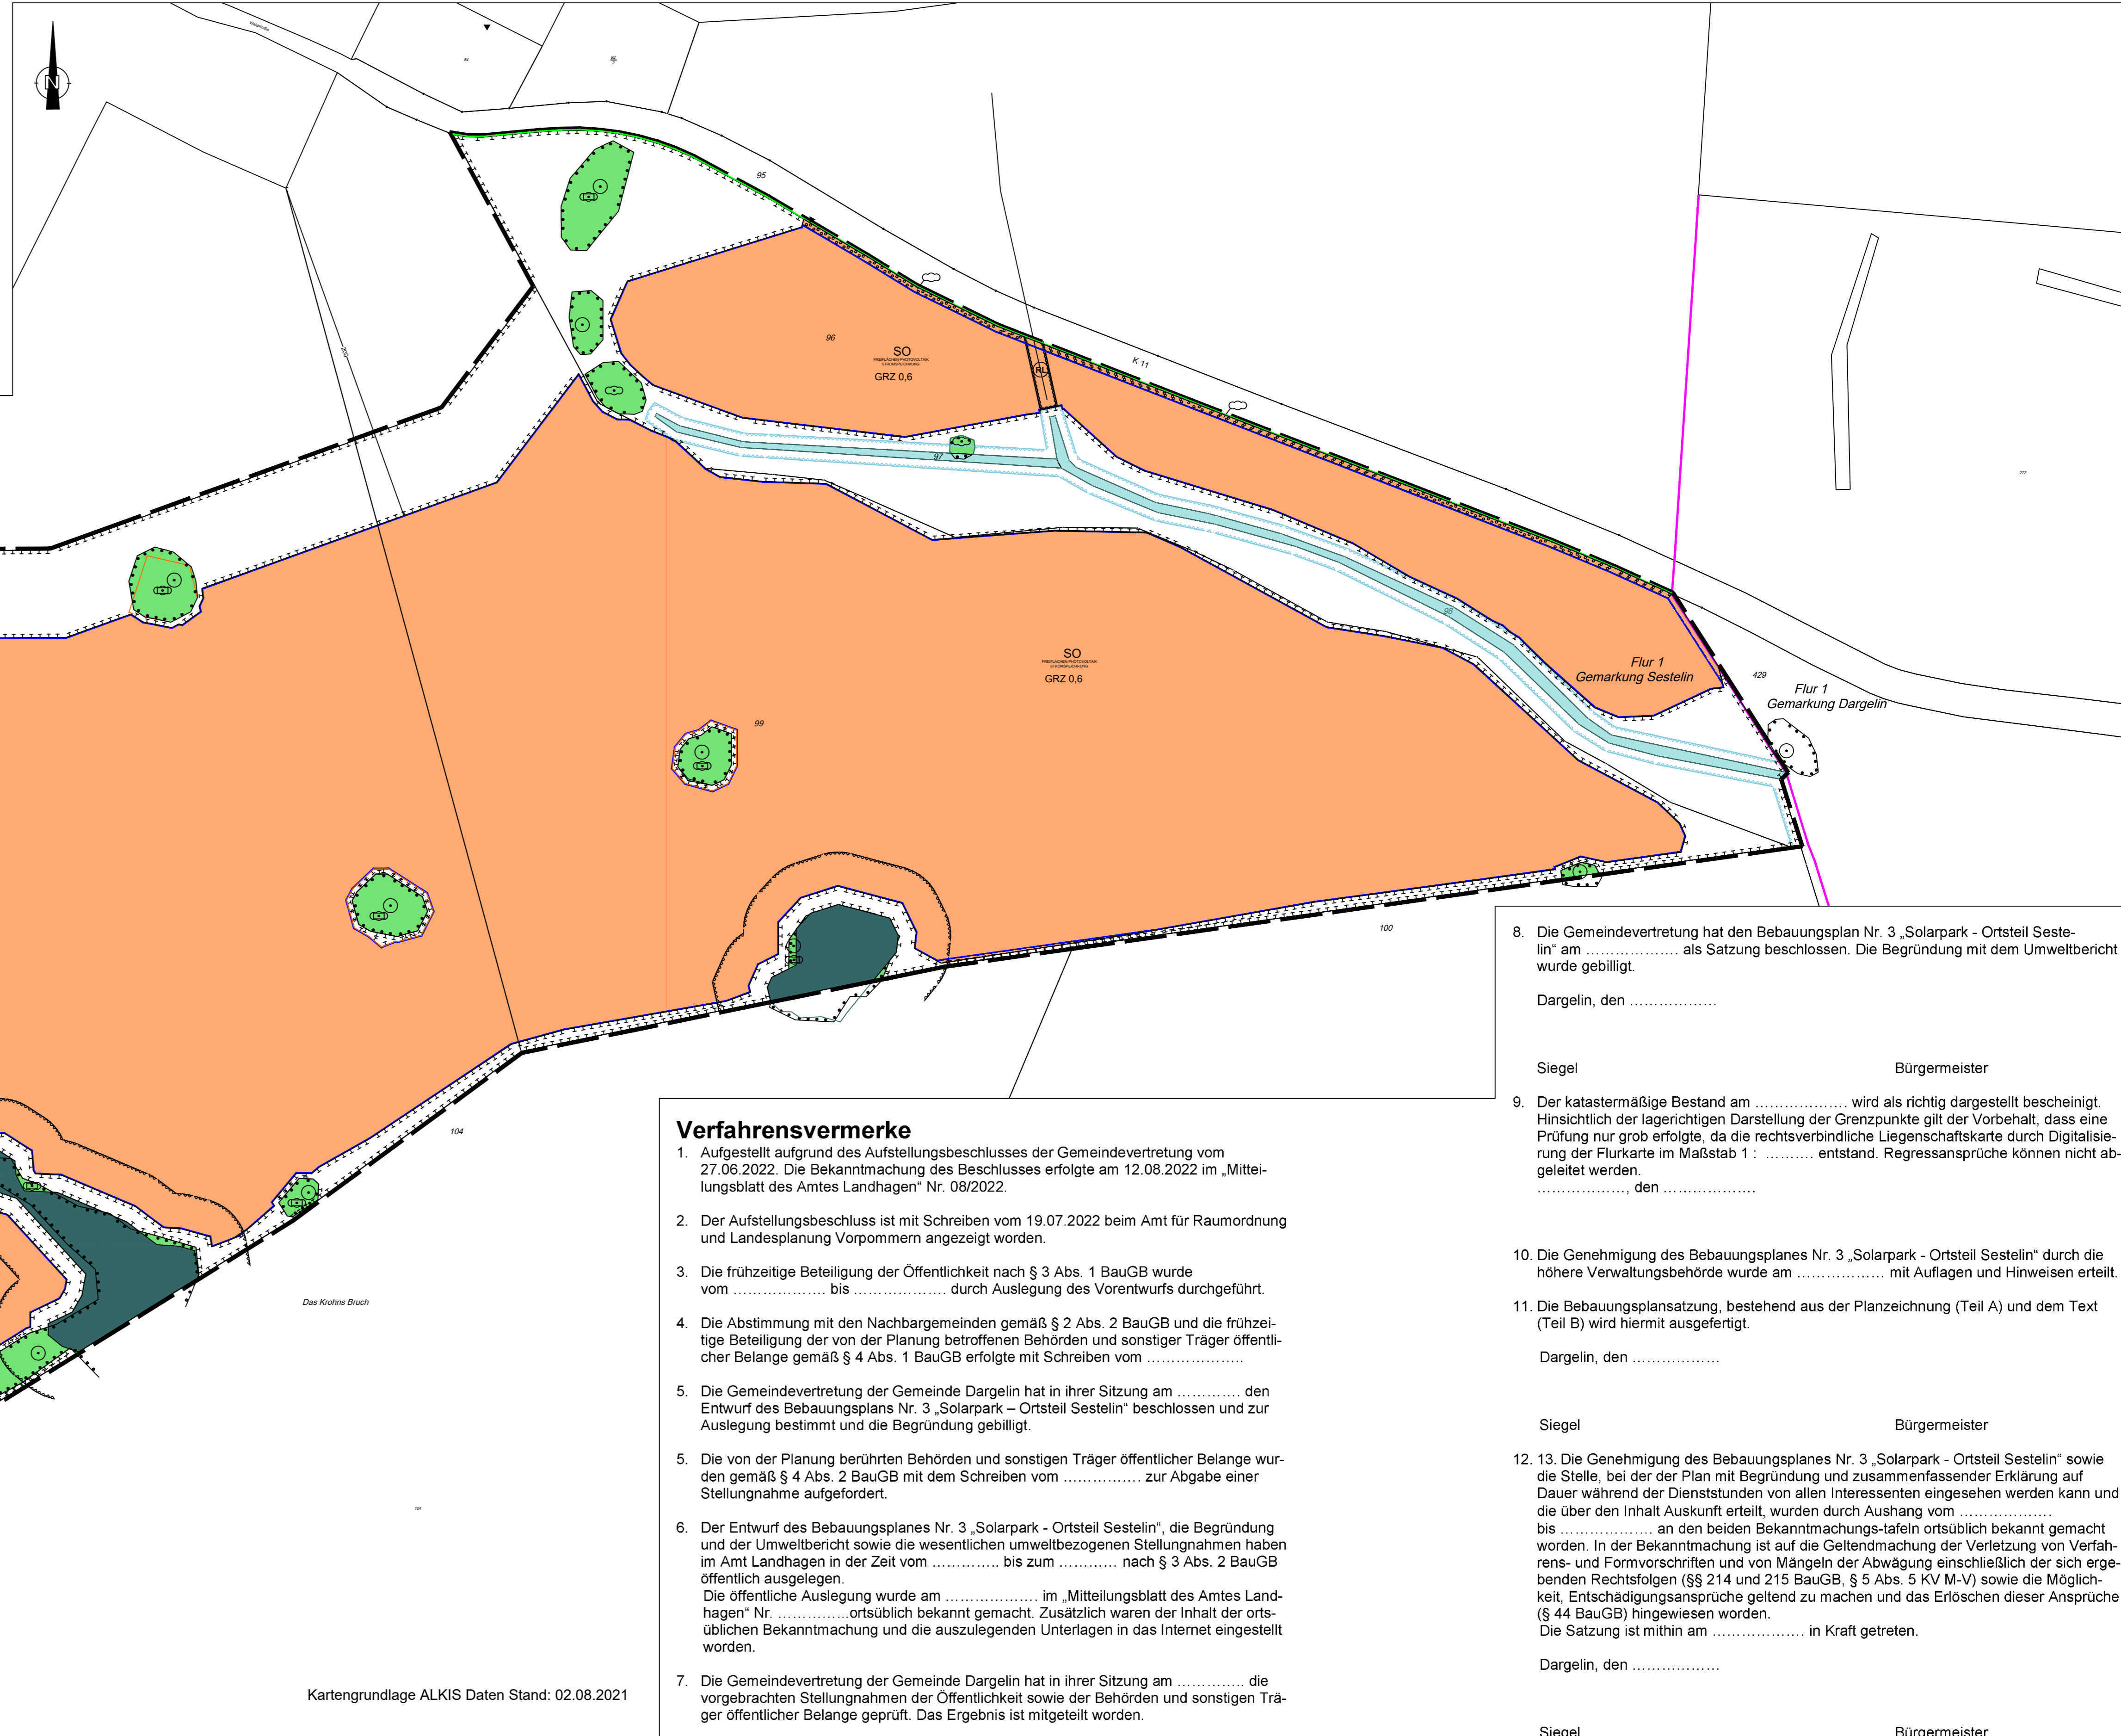 N
Waldstraße
94
95
96
SO
FREIFLÄCHEN-PHOTOVOLTAIK
STROMSPEICHERUNG
GRZ 0,6
RL
K 11
200
97
273
98
SO
FREIFLÄCHEN-PHOTOVOLTAIK
STROMSPEICHERUNG
GRZ 0,6
Flur 1
Gemarkung Sestelin
429
Flur 1
Gemarkung Dargelin
99
100
104
Das Krohns Bruch
104
Kartengrundlage ALKIS Daten Stand: 02.08.2021
Verfahrensvermerke
1. Aufgestellt aufgrund des Aufstellungsbeschlusses der Gemeindevertretung vom
27.06.2022. Die Bekanntmachung des Beschlusses erfolgte am 12.08.2022 im „Mittei-
lungsblatt des Amtes Landhagen“ Nr. 08/2022.
2. Der Aufstellungsbeschluss ist mit Schreiben vom 19.07.2022 beim Amt für Raumordnung
und Landesplanung Vorpommern angezeigt worden.
3. Die frühzeitige Beteiligung der Öffentlichkeit nach § 3 Abs. 1 BauGB wurde
vom ………………. bis ………………. durch Auslegung des Vorentwurfs durchgeführt.
4. Die Abstimmung mit den Nachbargemeinden gemäß § 2 Abs. 2 BauGB und die frühzei-
tige Beteiligung der von der Planung betroffenen Behörden und sonstiger Träger öffentli-
cher Belange gemäß § 4 Abs. 1 BauGB erfolgte mit Schreiben vom ………………..
5. Die Gemeindevertretung der Gemeinde Dargelin hat in ihrer Sitzung am …………. den
Entwurf des Bebauungsplans Nr. 3 „Solarpark – Ortsteil Sestelin“ beschlossen und zur
Auslegung bestimmt und die Begründung gebilligt.
5. Die von der Planung berührten Behörden und sonstigen Träger öffentlicher Belange wur-
den gemäß § 4 Abs. 2 BauGB mit dem Schreiben vom ……………. zur Abgabe einer
Stellungnahme aufgefordert.
6. Der Entwurf des Bebauungsplanes Nr. 3 „Solarpark - Ortsteil Sestelin“, die Begründung
und der Umweltbericht sowie die wesentlichen umweltbezogenen Stellungnahmen haben
im Amt Landhagen in der Zeit vom ………….. bis zum ………… nach § 3 Abs. 2 BauGB
öffentlich ausgelegen.
Die öffentliche Auslegung wurde am ………………. im „Mitteilungsblatt des Amtes Land-
hagen“ Nr. …………..ortsüblich bekannt gemacht. Zusätzlich waren der Inhalt der orts-
üblichen Bekanntmachung und die auszulegenden Unterlagen in das Internet eingestellt
worden.
7. Die Gemeindevertretung der Gemeinde Dargelin hat in ihrer Sitzung am ………….. die
vorgebrachten Stellungnahmen der Öffentlichkeit sowie der Behörden und sonstigen Trä-
ger öffentlicher Belange geprüft. Das Ergebnis ist mitgeteilt worden.
8. Die Gemeindevertretung hat den Bebauungsplan Nr. 3 „Solarpark - Ortsteil Seste-
lin“ am ………………. als Satzung beschlossen. Die Begründung mit dem Umweltbericht
wurde gebilligt.
Dargelin, den ………………
Siegel Bürgermeister
9. Der katastermäßige Bestand am ………………. wird als richtig dargestellt bescheinigt.
Hinsichtlich der lagerichtigen Darstellung der Grenzpunkte gilt der Vorbehalt, dass eine
Prüfung nur grob erfolgte, da die rechtsverbindliche Liegenschaftskarte durch Digitalisie-
rung der Flurkarte im Maßstab 1 : ………. entstand. Regressansprüche können nicht ab-
geleitet werden.
………………, den ……………….
10. Die Genehmigung des Bebauungsplanes Nr. 3 „Solarpark - Ortsteil Sestelin“ durch die
höhere Verwaltungsbehörde wurde am ……………… mit Auflagen und Hinweisen erteilt.
11. Die Bebauungsplansatzung, bestehend aus der Planzeichnung (Teil A) und dem Text
(Teil B) wird hiermit ausgefertigt.
Dargelin, den ………………
Siegel Bürgermeister
12. 13. Die Genehmigung des Bebauungsplanes Nr. 3 „Solarpark - Ortsteil Sestelin“ sowie
die Stelle, bei der der Plan mit Begründung und zusammenfassender Erklärung auf
Dauer während der Dienststunden von allen Interessenten eingesehen werden kann und
die über den Inhalt Auskunft erteilt, wurden durch Aushang vom ……………….
bis ………………. an den beiden Bekanntmachungs-tafeln ortsüblich bekannt gemacht
worden. In der Bekanntmachung ist auf die Geltendmachung der Verletzung von Verfah-
rens- und Formvorschriften und von Mängeln der Abwägung einschließlich der sich erge-
benden Rechtsfolgen (§§ 214 und 215 BauGB, § 5 Abs. 5 KV M-V) sowie die Möglich-
keit, Entschädigungsansprüche geltend zu machen und das Erlöschen dieser Ansprüche
(§ 44 BauGB) hingewiesen worden.
Die Satzung ist mithin am ………………. in Kraft getreten.
Dargelin, den ………………
Siegel Bürgermeister